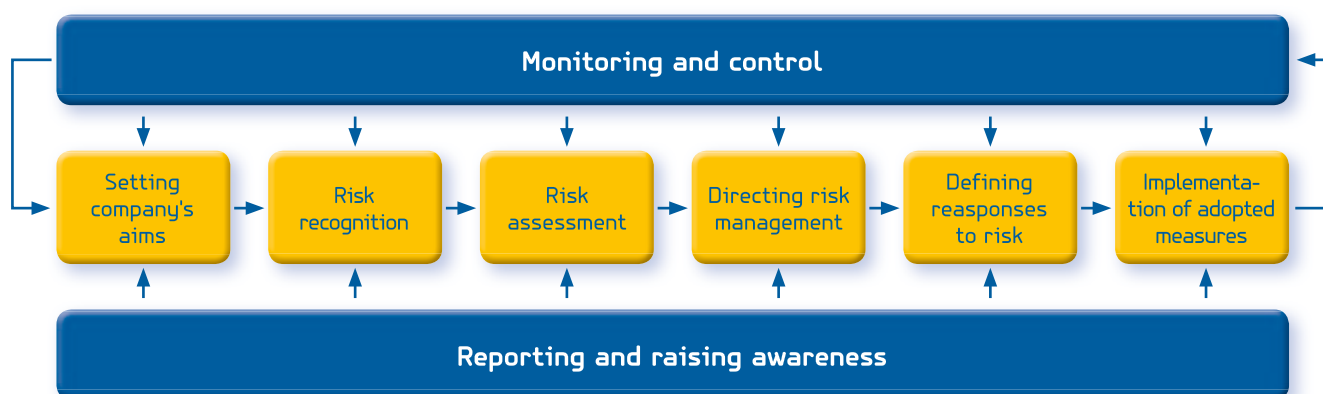 Monitoring and control
Setting
company's
aims
Risk
recognition
Risk
assessment
Directing risk
management
Defining
reasponses
to risk
Implementa-
tion of adopted
measures
Reporting and raising awareness